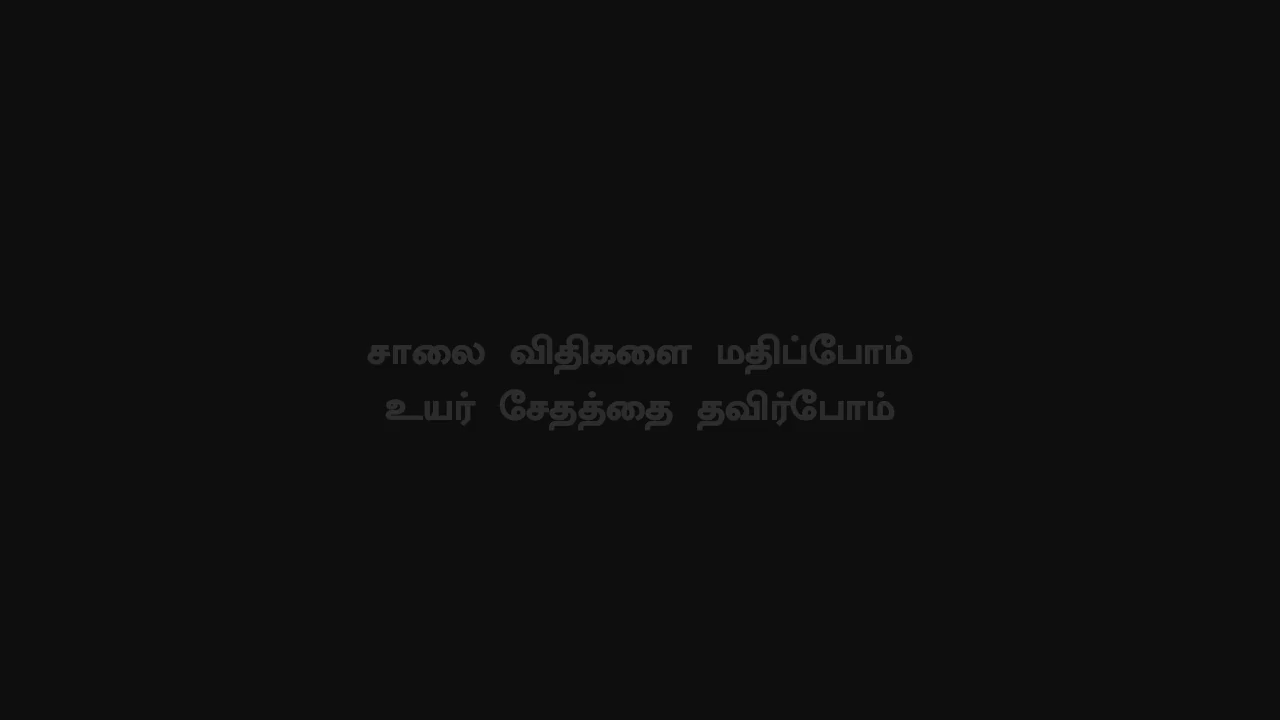 சாலை விதிகளை மதிப்போம்
உயர் சேதத்தை தவிர்போம்